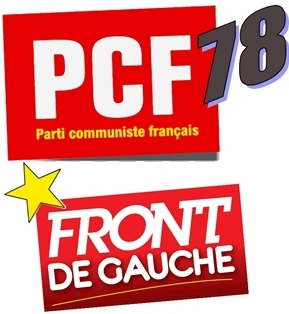 PCF 78
Parti communiste français
FRONT
DE GAUCHE